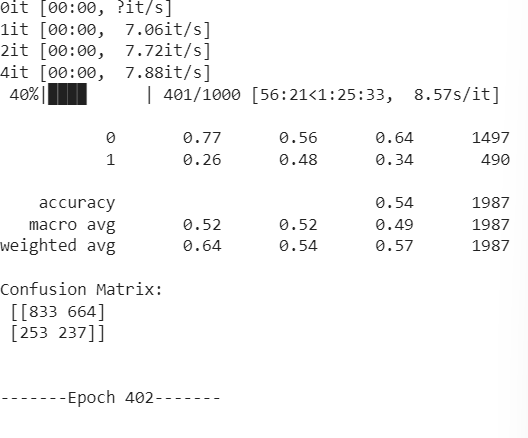 0it [00:00, ?it/s]
1it [00:00,  7.06it/s]
2it [00:00,  7.72it/s]
4it [00:00,  7.88it/s]
 40%|████      | 401/1000 [56:21<1:25:33,  8.57s/it]
           0       0.77      0.56      0.64      1497
           1       0.26      0.48      0.34       490
    accuracy                           0.54      1987
   macro avg       0.52      0.52      0.49      1987
weighted avg       0.64      0.54      0.57      1987
Confusion Matrix:
 [[833 664]
 [253 237]]
-------Epoch 402-------